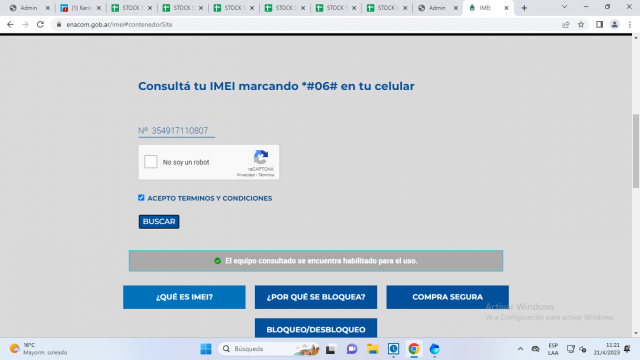 Admin
(1) Keri
STOCK S
STOCK S
STOCK S
STOCK S
STOCK S
STOCK S
Admin
IMEI
enacom.gob.ar/imei#contenedorSite
Consultá tu IMEI marcando *#06# en tu celular
Nº 354917110807
No soy un robot
reCAPTCHA
Privacidad - Términos
ACEPTO TERMINOS Y CONDICIONES
BUSCAR
El equipo consultado se encuentra habilitado para el uso.
¿QUÉ ES IMEI?
¿POR QUÉ SE BLOQUEA?
COMPRA SEGURA
BLOQUEO/DESBLOQUEO
Activar Windows
Ve a Configuración para activar Windows.
16°C
Mayorm. soleado
Búsqueda
ESP
LAA
11:21
21/4/2023